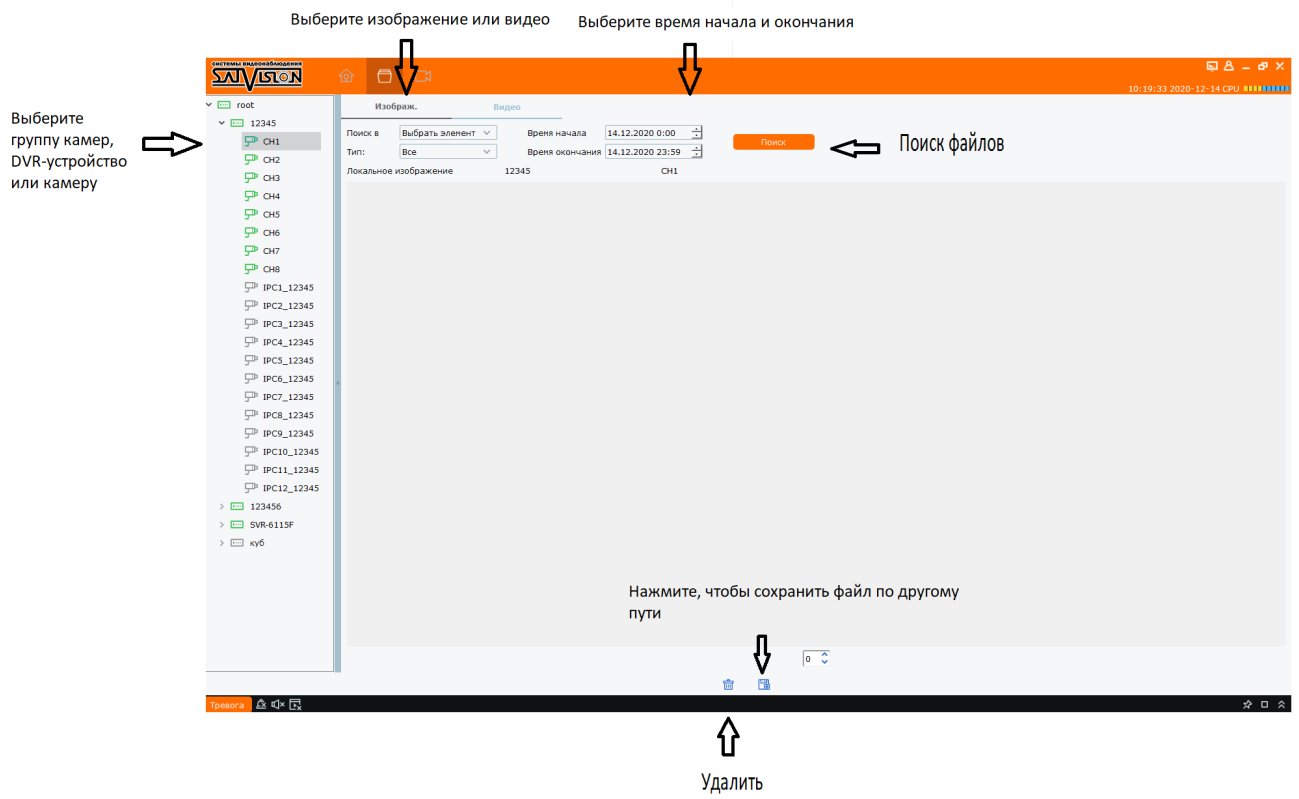 Выберите изображение или видео
Выберите время начала и окончания
системы видеонаблюдения
SATVISION
10:19:33 2020-12-14 CPU
Выберите
группу камер,
DVR-устройство
или камеру
root
12345
CH1
CH2
CH3
CH4
CH5
CH6
CH7
CH8
IPC1_12345
IPC2_12345
IPC3_12345
IPC4_12345
IPC5_12345
IPC6_12345
IPC7_12345
IPC8_12345
IPC9_12345
IPC10_12345
IPC11_12345
IPC12_12345
123456
SVR-6115F
куб
Изображ. Видео
Поиск в Выбрать элемент Время начала 14.12.2020 0:00 Поиск
Тип: Все Время окончания 14.12.2020 23:59
Поиск файлов
Локальное изображение 12345 CH1
Нажмите, чтобы сохранить файл по другому
пути
0
Тревога
Удалить